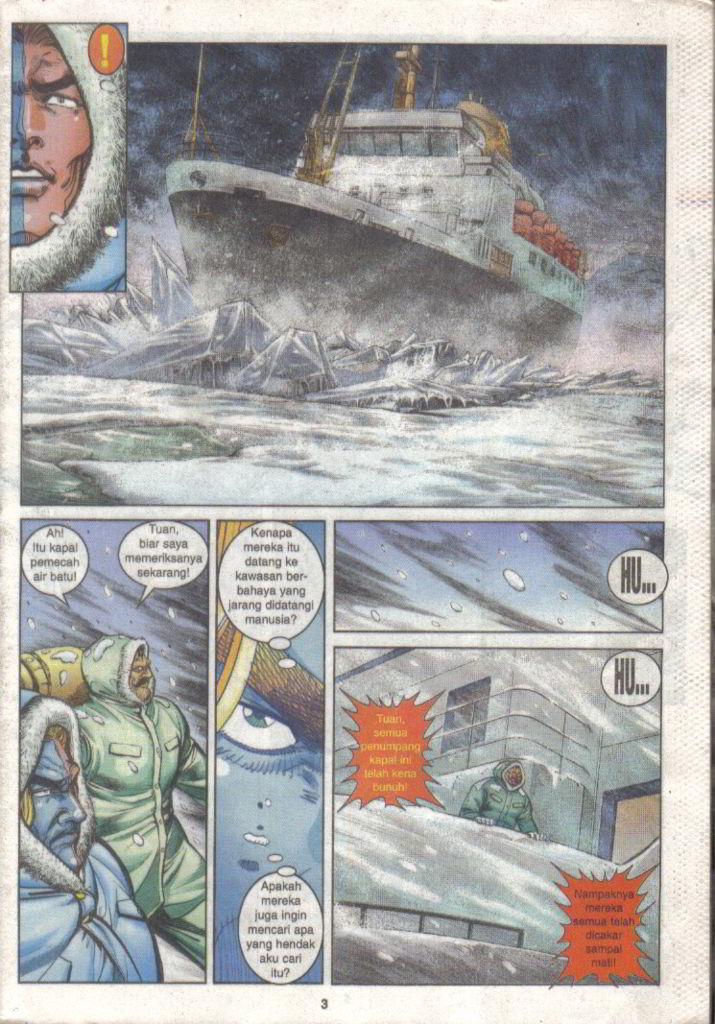 !
Ah!
Itu kapal
pemecah
air batu!
Tuan,
biar saya
memeriksanya
sekarang!
Kenapa
mereka itu
datang ke
kawasan ber-
bahaya yang
jarang didatangi
manusia?
Apakah
mereka
juga ingin
mencari apa
yang hendak
aku cari
itu?
HU...
HU...
Tuan,
semua
penumpang
kapal ini
telah kena
bunuh!
Nampaknya
mereka
semua telah
dicakar
sampai
mati!
3